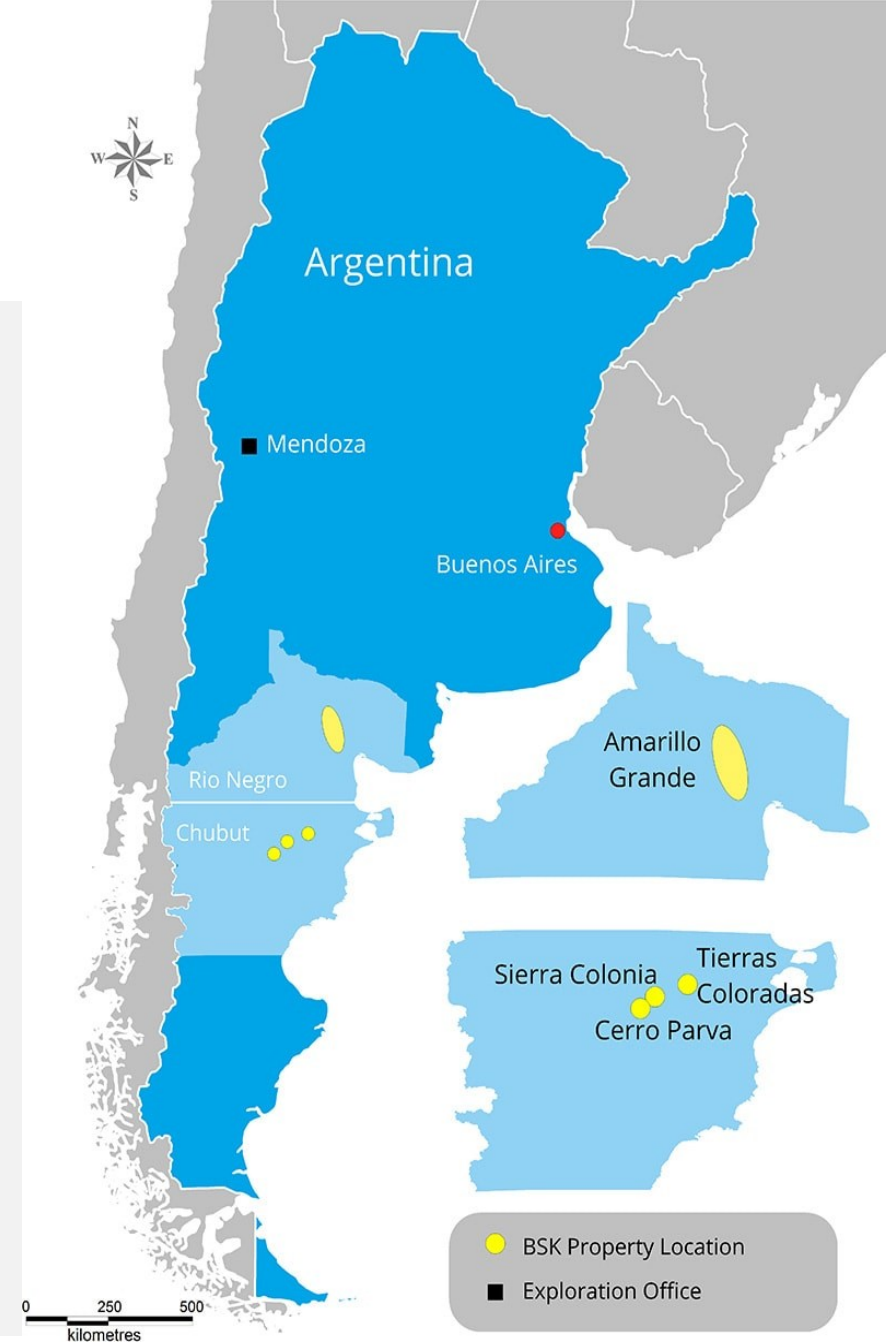 N
W E
S
Argentina
Mendoza
Buenos Aires
Rio Negro
Chubut
Amarillo
Grande
Sierra Colonia
Tierras
Coloradas
Cerro Parva
BSK Property Location
Exploration Office
0 250 500
kilometres